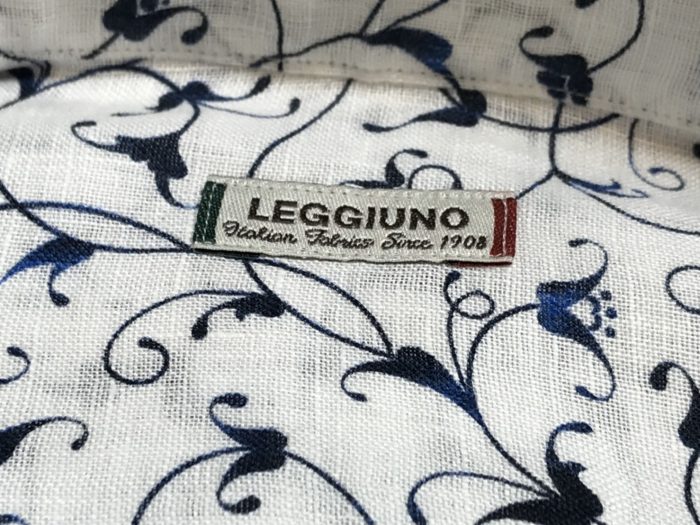 LEGGIUNO
Italian Fabrics Since 1908